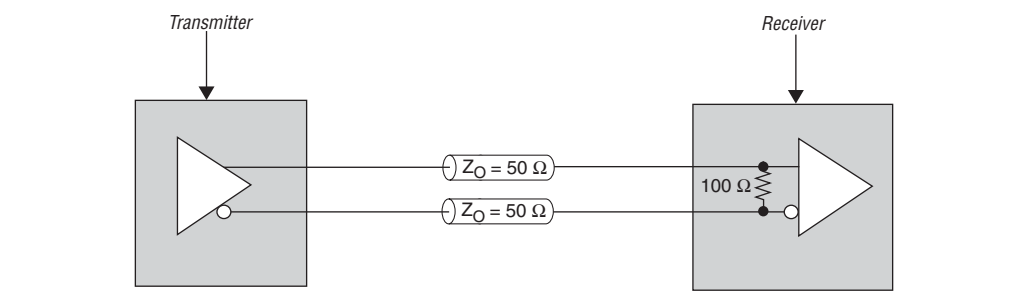 Transmitter
Receiver
Z_O = 50 Ω
100 Ω
Z_O = 50 Ω